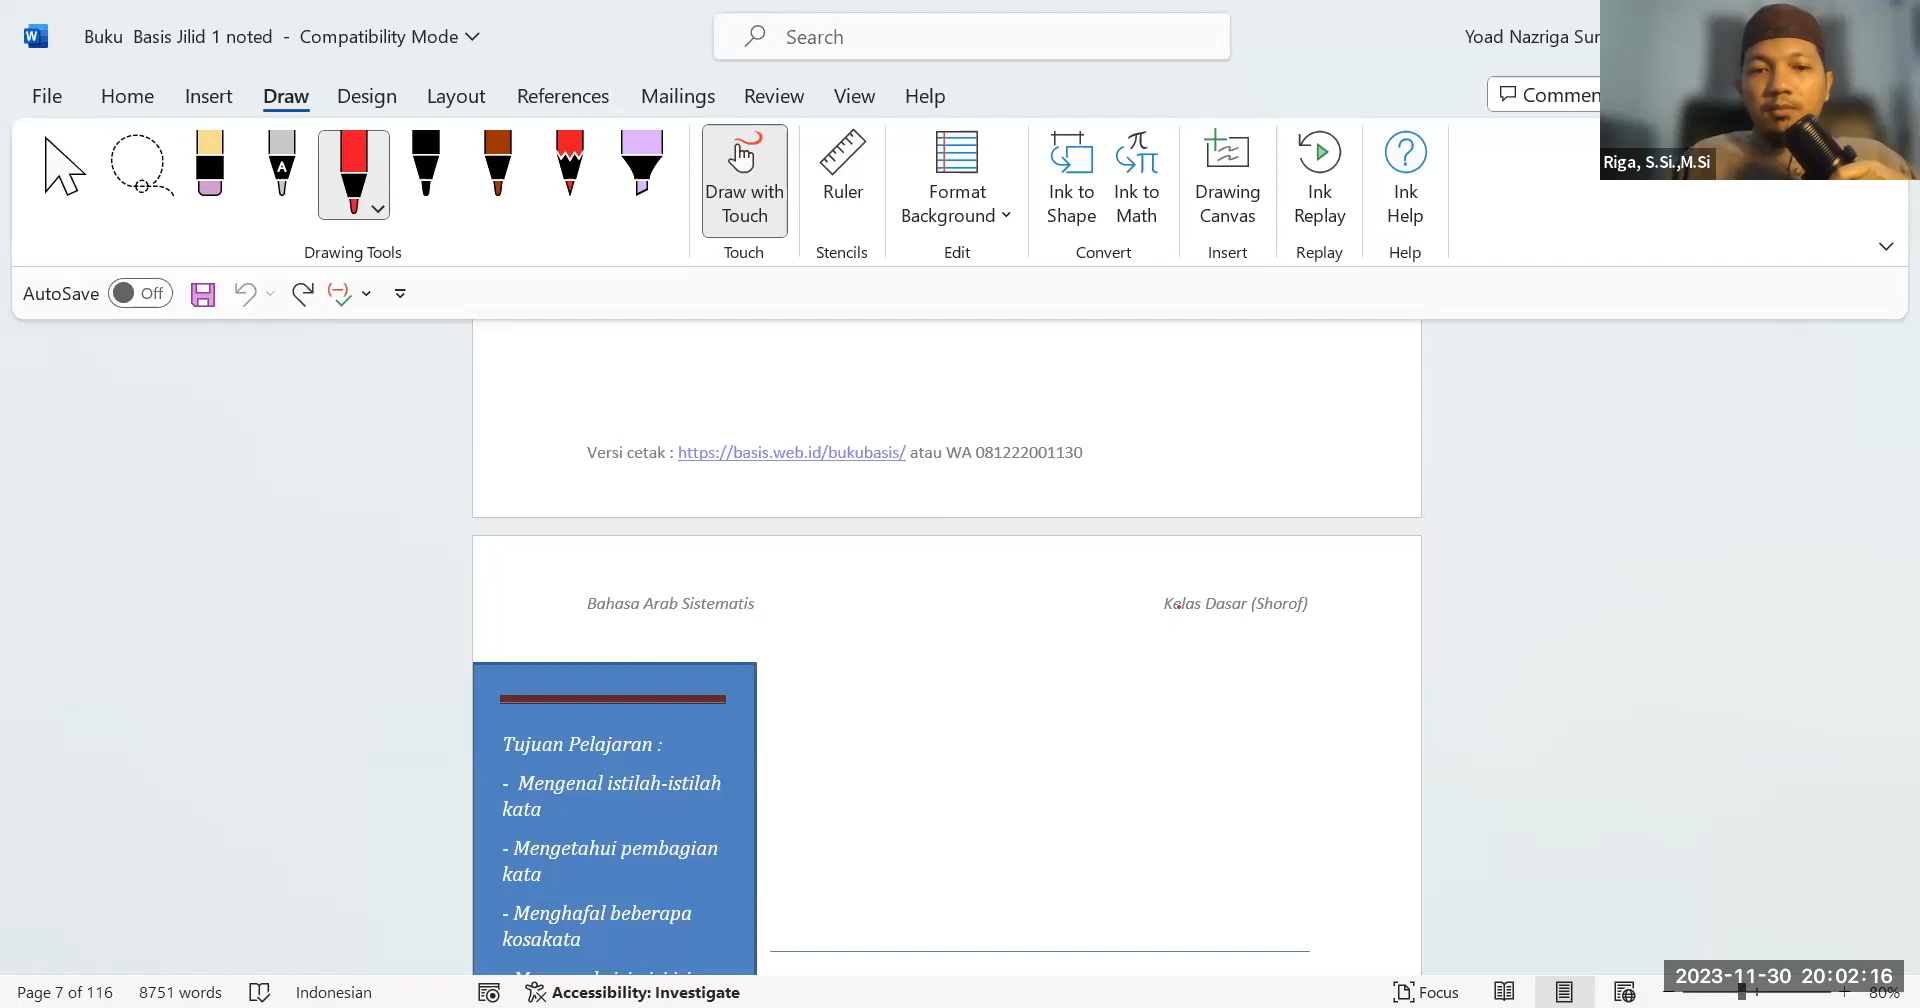 Buku Basis Jilid 1 noted - Compatibility Mode
Search
Yoad Nazriga
File Home Insert Draw Design Layout References Mailings Review View Help
Riga, S.Si.,M.Si
A
Draw with Touch
Ruler
Format Background
Ink to Shape
Ink to Math
Drawing Canvas
Ink Replay
Ink Help
Drawing Tools Touch Stencils Edit Convert Insert Replay Help
AutoSave Off
Versi cetak : https://basis.web.id/bukubasis/ atau WA 081222001130
Bahasa Arab Sistematis Kelas Dasar (Shorof)
Tujuan Pelajaran :
- Mengenal istilah-istilah
kata
- Mengetahui pembagian
kata
- Menghafal beberapa
kosakata
Page 7 of 116 8751 words Indonesian Accessibility: Investigate Focus 80%
2023-11-30 20:02:16